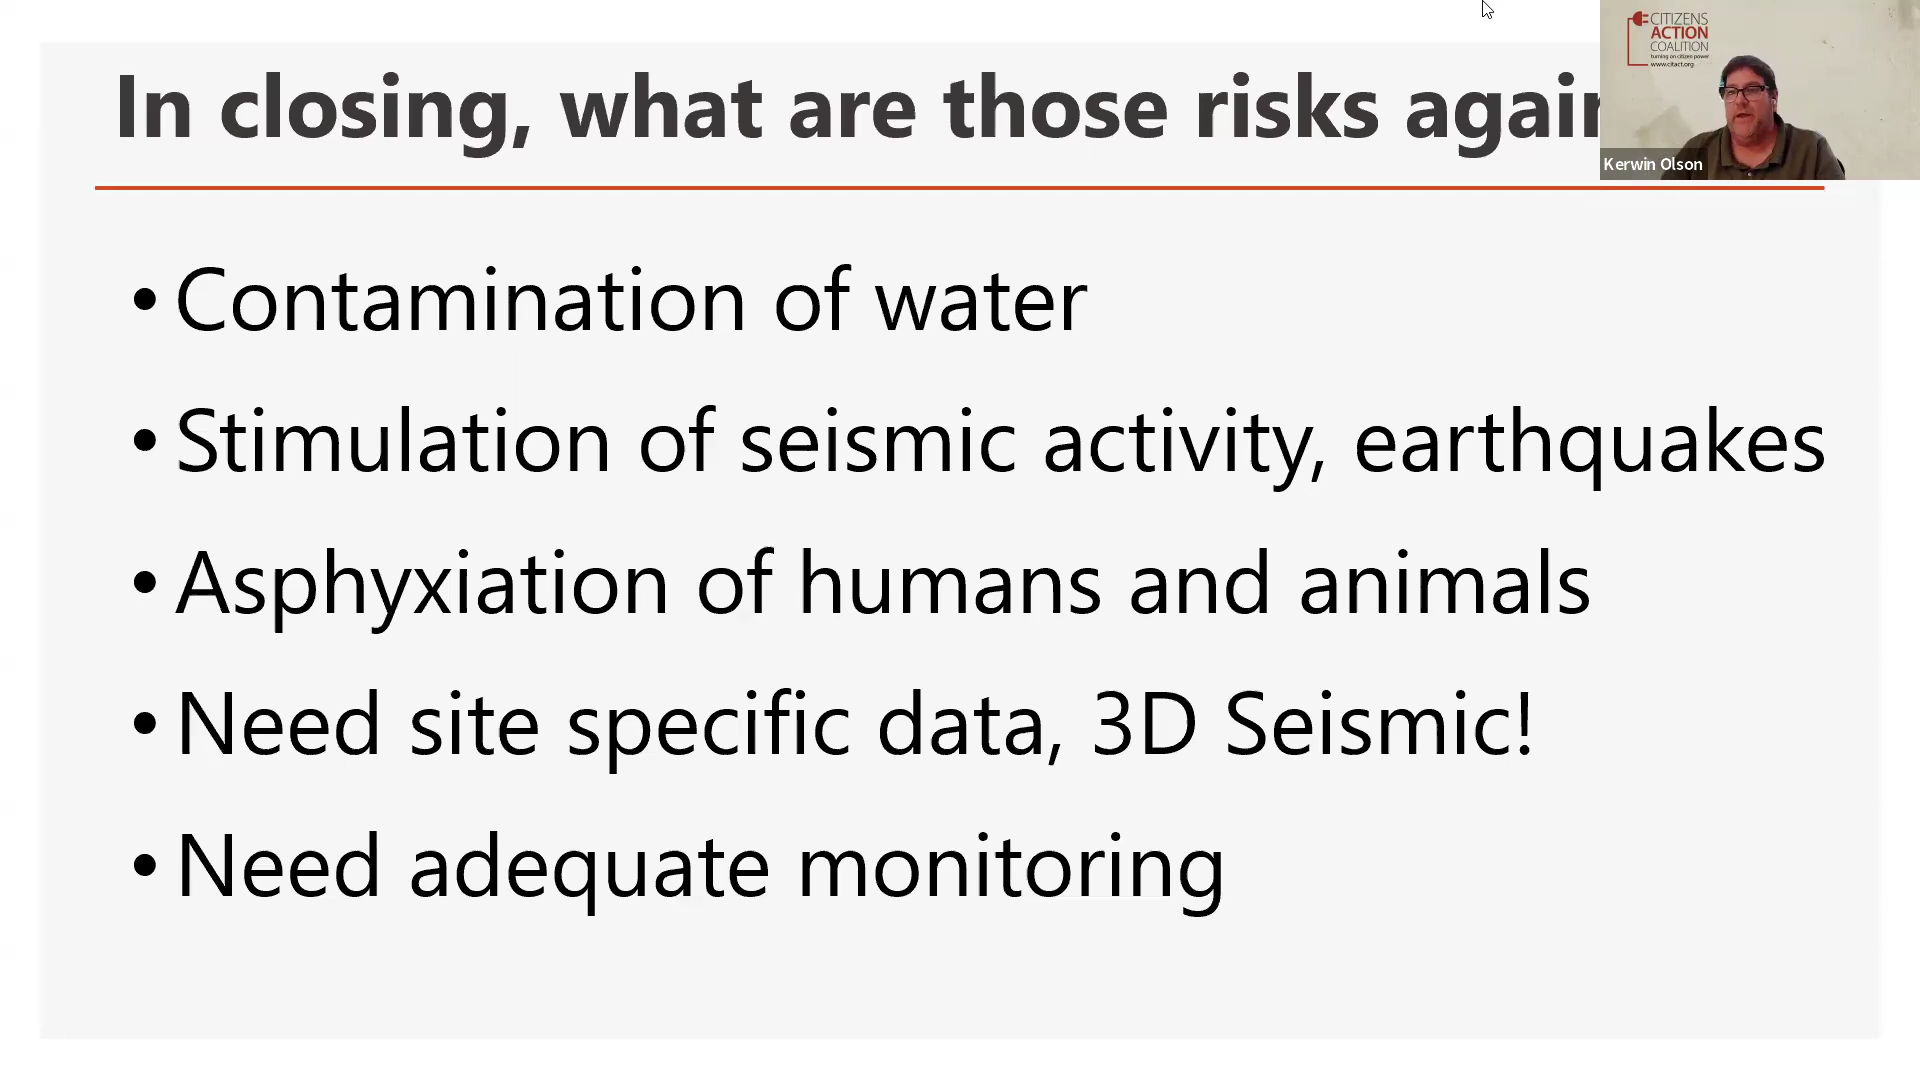 In closing, what are those risks again
CITIZENS
ACTION
COALITION
turning on citizen power
www.citact.org
Kerwin Olson
• Contamination of water
• Stimulation of seismic activity, earthquakes
• Asphyxiation of humans and animals
• Need site specific data, 3D Seismic!
• Need adequate monitoring